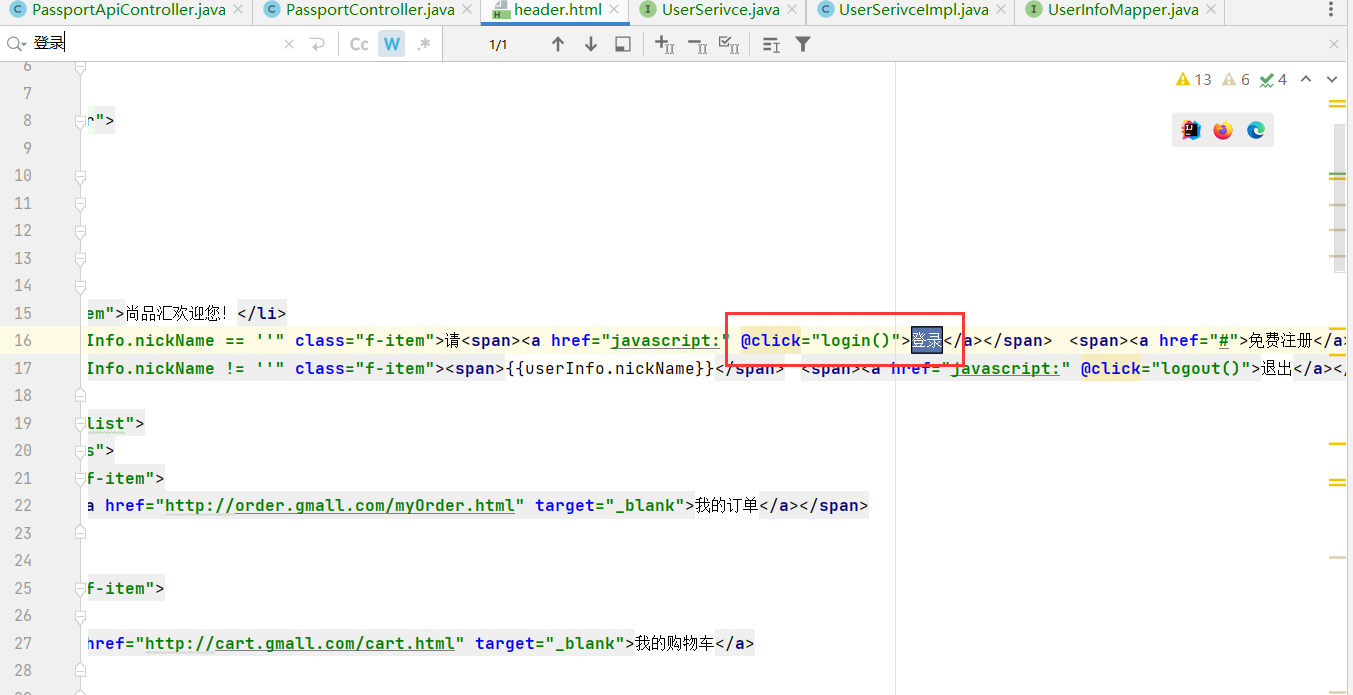 PassportApiController.java PassportController.java header.html UserSerivce.java UserSerivceImpl.java UserInfoMapper.java
登录 Cc W .* 1/1
13 6 4
6
7
8 r">
9
10
11
12
13
14
15 em">尚品汇欢迎您！</li>
16 Info.nickName == ''" class="f-item">请<span><a href="javascript:" @click="login()">登录</a></span> <span><a href="#">免费注册</a>
17 Info.nickName != ''" class="f-item"><span>{{userInfo.nickName}}</span> <span><a href="javascript:" @click="logout()">退出</a></
18
19 list">
20 s">
21 f-item">
22 a href="http://order.gmall.com/myOrder.html" target="_blank">我的订单</a></span>
23
24
25 f-item">
26
27 href="http://cart.gmall.com/cart.html" target="_blank">我的购物车</a>
28